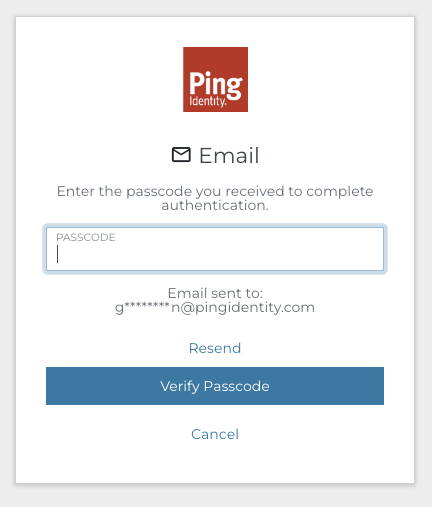 Ping
Identity.
Email
Enter the passcode you received to complete
authentication.
PASSCODE
Email sent to:
g********n@pingidentity.com
Resend
Verify Passcode
Cancel